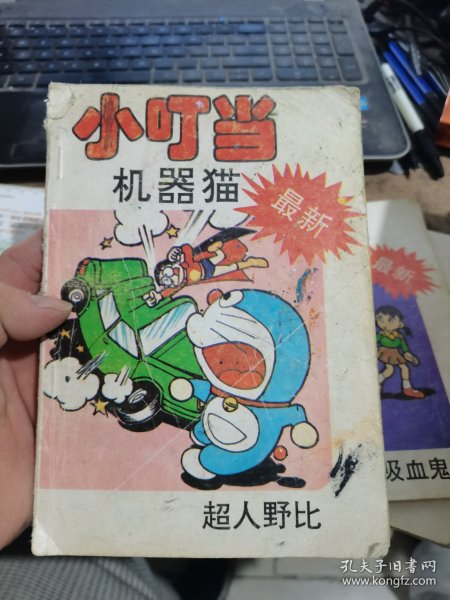 小叮当
机器猫
最新
超人野比
最新
吸血鬼
孔夫子旧书网
www.kongfz.com